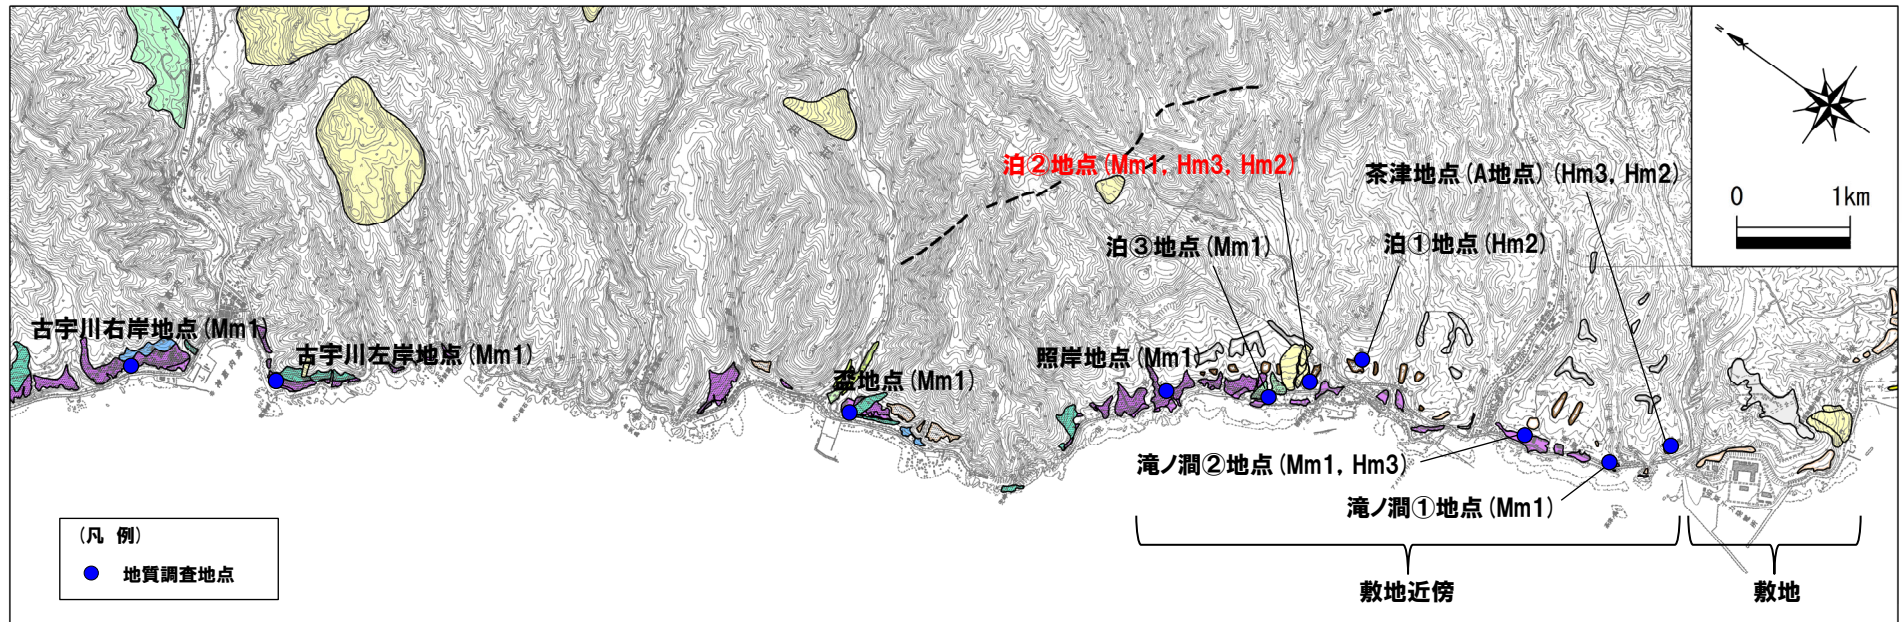 N
0 1km
泊②地点(Mm1, Hm3, Hm2)
茶津地点(A地点)(Hm3, Hm2)
泊③地点(Mm1)
泊①地点(Hm2)
古宇川右岸地点(Mm1)
古宇川左岸地点(Mm1)
照岸地点(Mm1)
盃地点(Mm1)
滝ノ澗②地点(Mm1, Hm3)
滝ノ澗①地点(Mm1)
(凡 例)
地質調査地点
敷地近傍
敷地